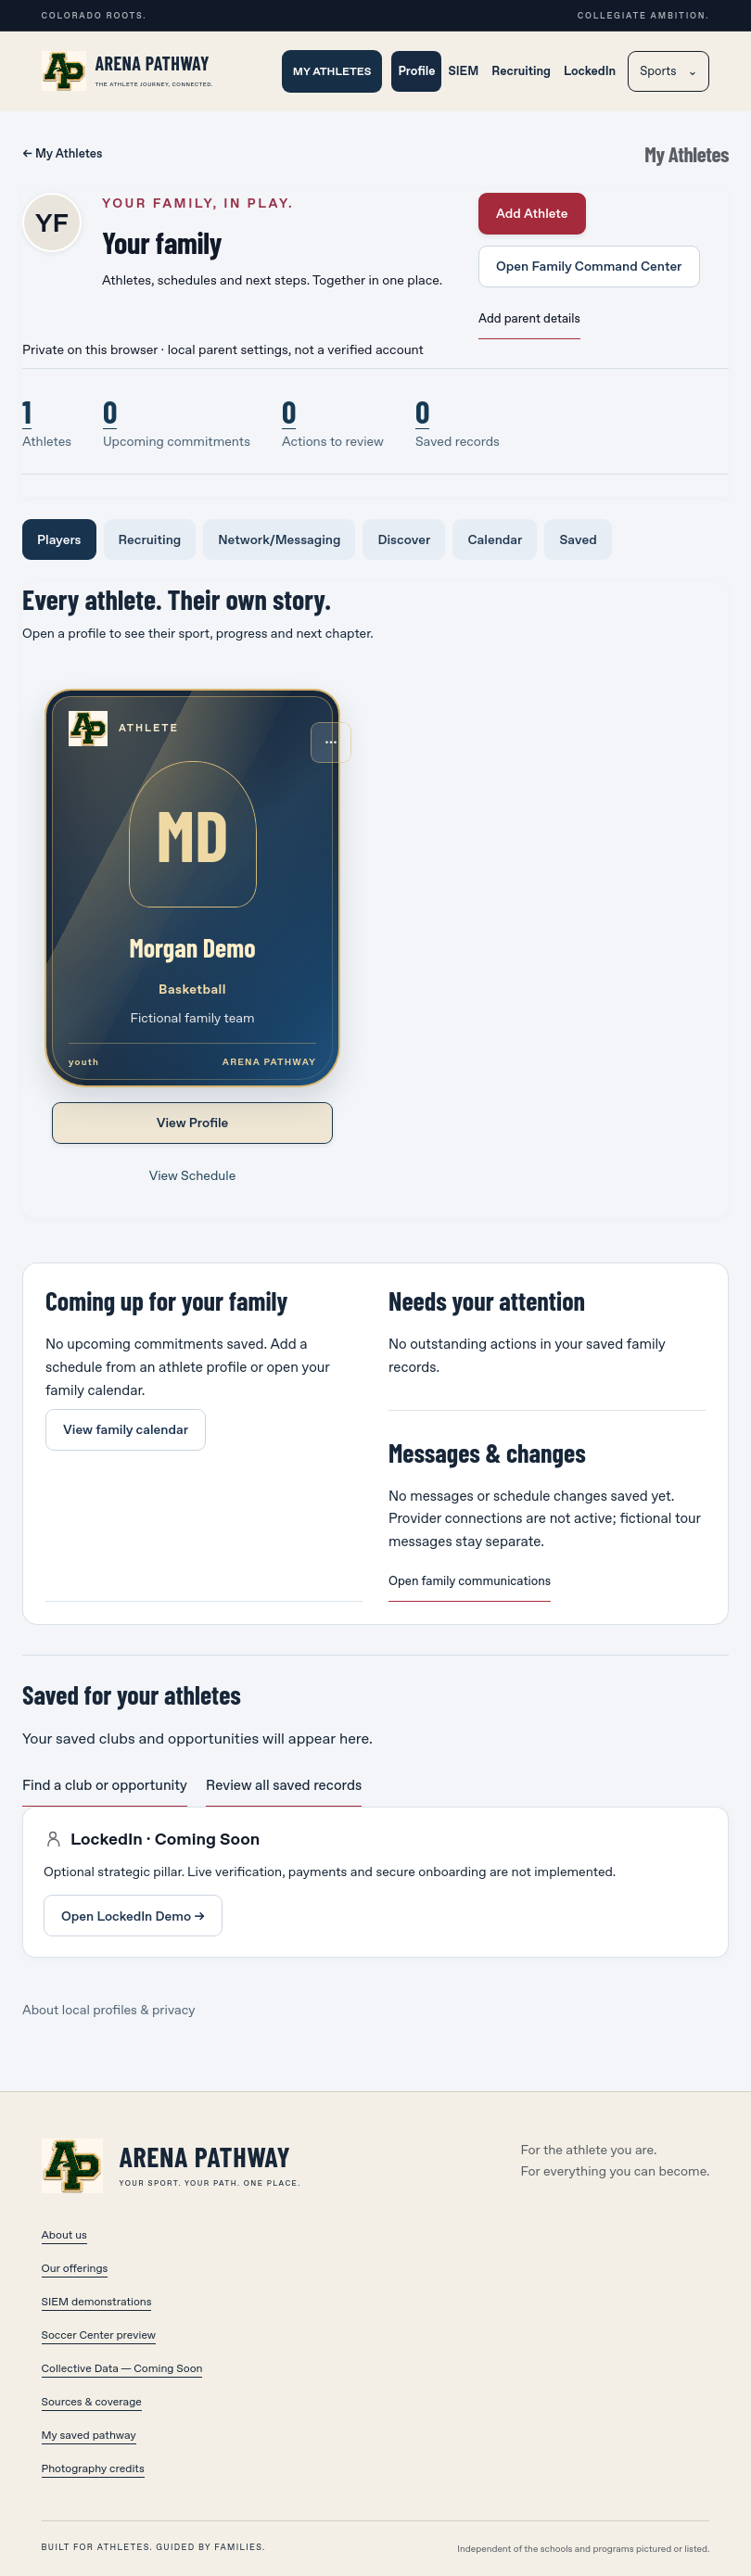 COLORADO ROOTS.
COLLEGIATE AMBITION.
AP
ARENA PATHWAY
THE ATHLETE JOURNEY, CONNECTED.
MY ATHLETES
Profile
SIEM
Recruiting
LockedIn
Sports
← My Athletes
My Athletes
YF
YOUR FAMILY, IN PLAY.
Your family
Athletes, schedules and next steps. Together in one place.
Add Athlete
Open Family Command Center
Add parent details
Private on this browser · local parent settings, not a verified account
1
Athletes
0
Upcoming commitments
0
Actions to review
0
Saved records
Players
Recruiting
Network/Messaging
Discover
Calendar
Saved
Every athlete. Their own story.
Open a profile to see their sport, progress and next chapter.
AP
ATHLETE
...
MD
Morgan Demo
Basketball
Fictional family team
youth
ARENA PATHWAY
View Profile
View Schedule
Coming up for your family
No upcoming commitments saved. Add a
schedule from an athlete profile or open your
family calendar.
View family calendar
Needs your attention
No outstanding actions in your saved family
records.
Messages & changes
No messages or schedule changes saved yet.
Provider connections are not active; fictional tour
messages stay separate.
Open family communications
Saved for your athletes
Your saved clubs and opportunities will appear here.
Find a club or opportunity
Review all saved records
LockedIn · Coming Soon
Optional strategic pillar. Live verification, payments and secure onboarding are not implemented.
Open LockedIn Demo →
About local profiles & privacy
AP
ARENA PATHWAY
YOUR SPORT. YOUR PATH. ONE PLACE.
For the athlete you are.
For everything you can become.
About us
Our offerings
SIEM demonstrations
Soccer Center preview
Collective Data — Coming Soon
Sources & coverage
My saved pathway
Photography credits
BUILT FOR ATHLETES. GUIDED BY FAMILIES.
Independent of the schools and programs pictured or listed.